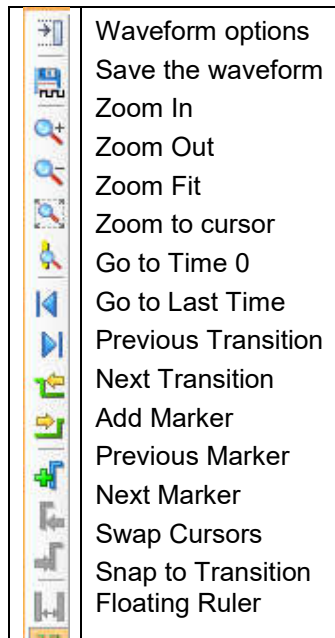 Waveform options
Save the waveform
Zoom In
Zoom Out
Zoom Fit
Zoom to cursor
Go to Time 0
Go to Last Time
Previous Transition
Next Transition
Add Marker
Previous Marker
Next Marker
Swap Cursors
Snap to Transition
Floating Ruler